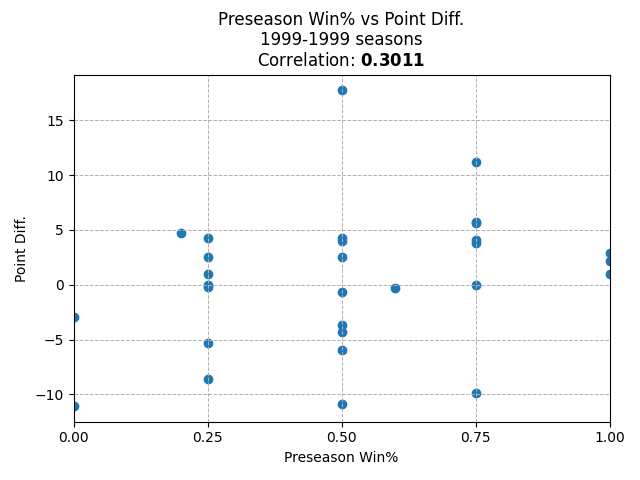 Preseason Win% vs Point Diff.
1999-1999 seasons
Correlation: 0.3011
Point Diff.
15
10
5
0
−5
−10
0.00 0.25 0.50 0.75 1.00
Preseason Win%